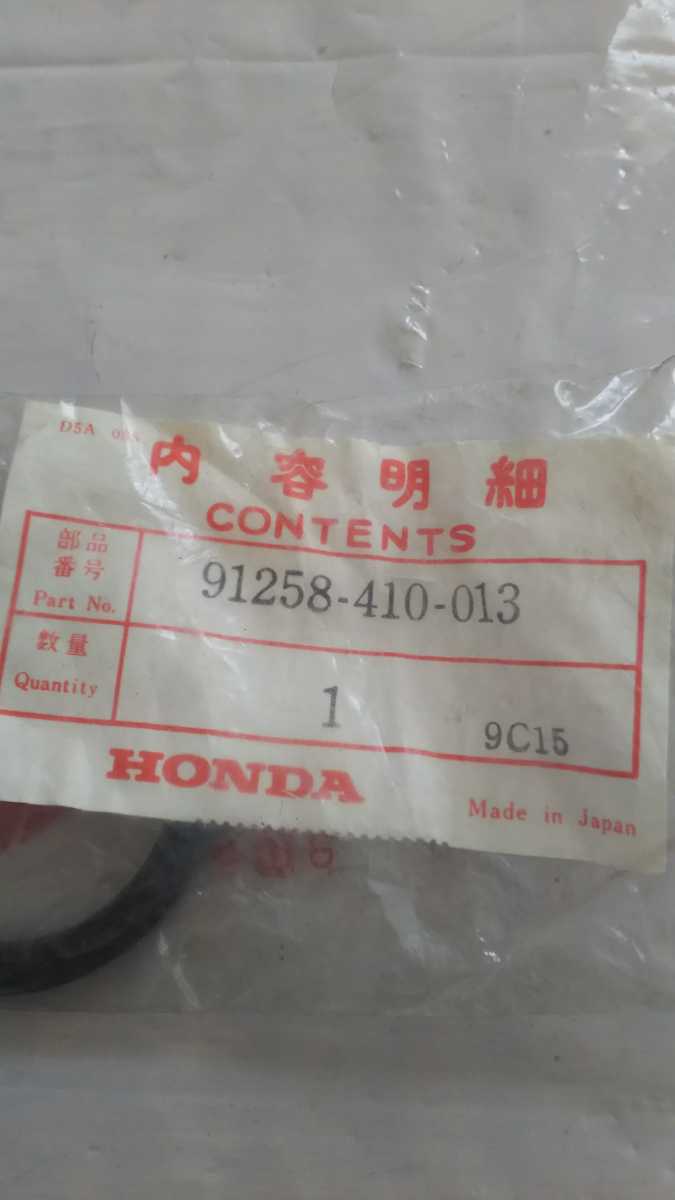 D5A
内容明細
CONTENTS
部品
番号
Part No.
91258-410-013
数量
Quantity
1
9C15
HONDA
Made in Japan